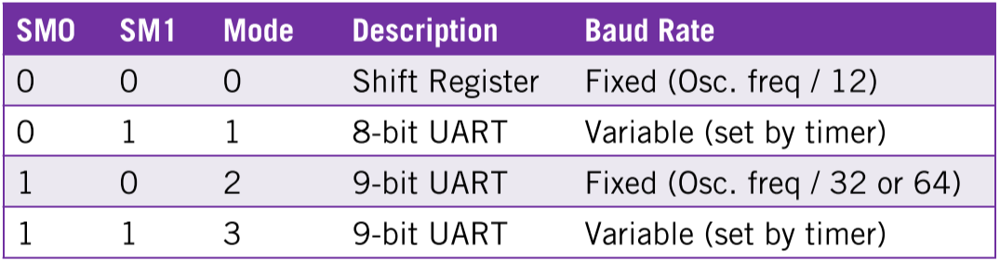 SM0 SM1 Mode Description Baud Rate
0 0 0 Shift Register Fixed (Osc. freq / 12)
0 1 1 8-bit UART Variable (set by timer)
1 0 2 9-bit UART Fixed (Osc. freq / 32 or 64)
1 1 3 9-bit UART Variable (set by timer)